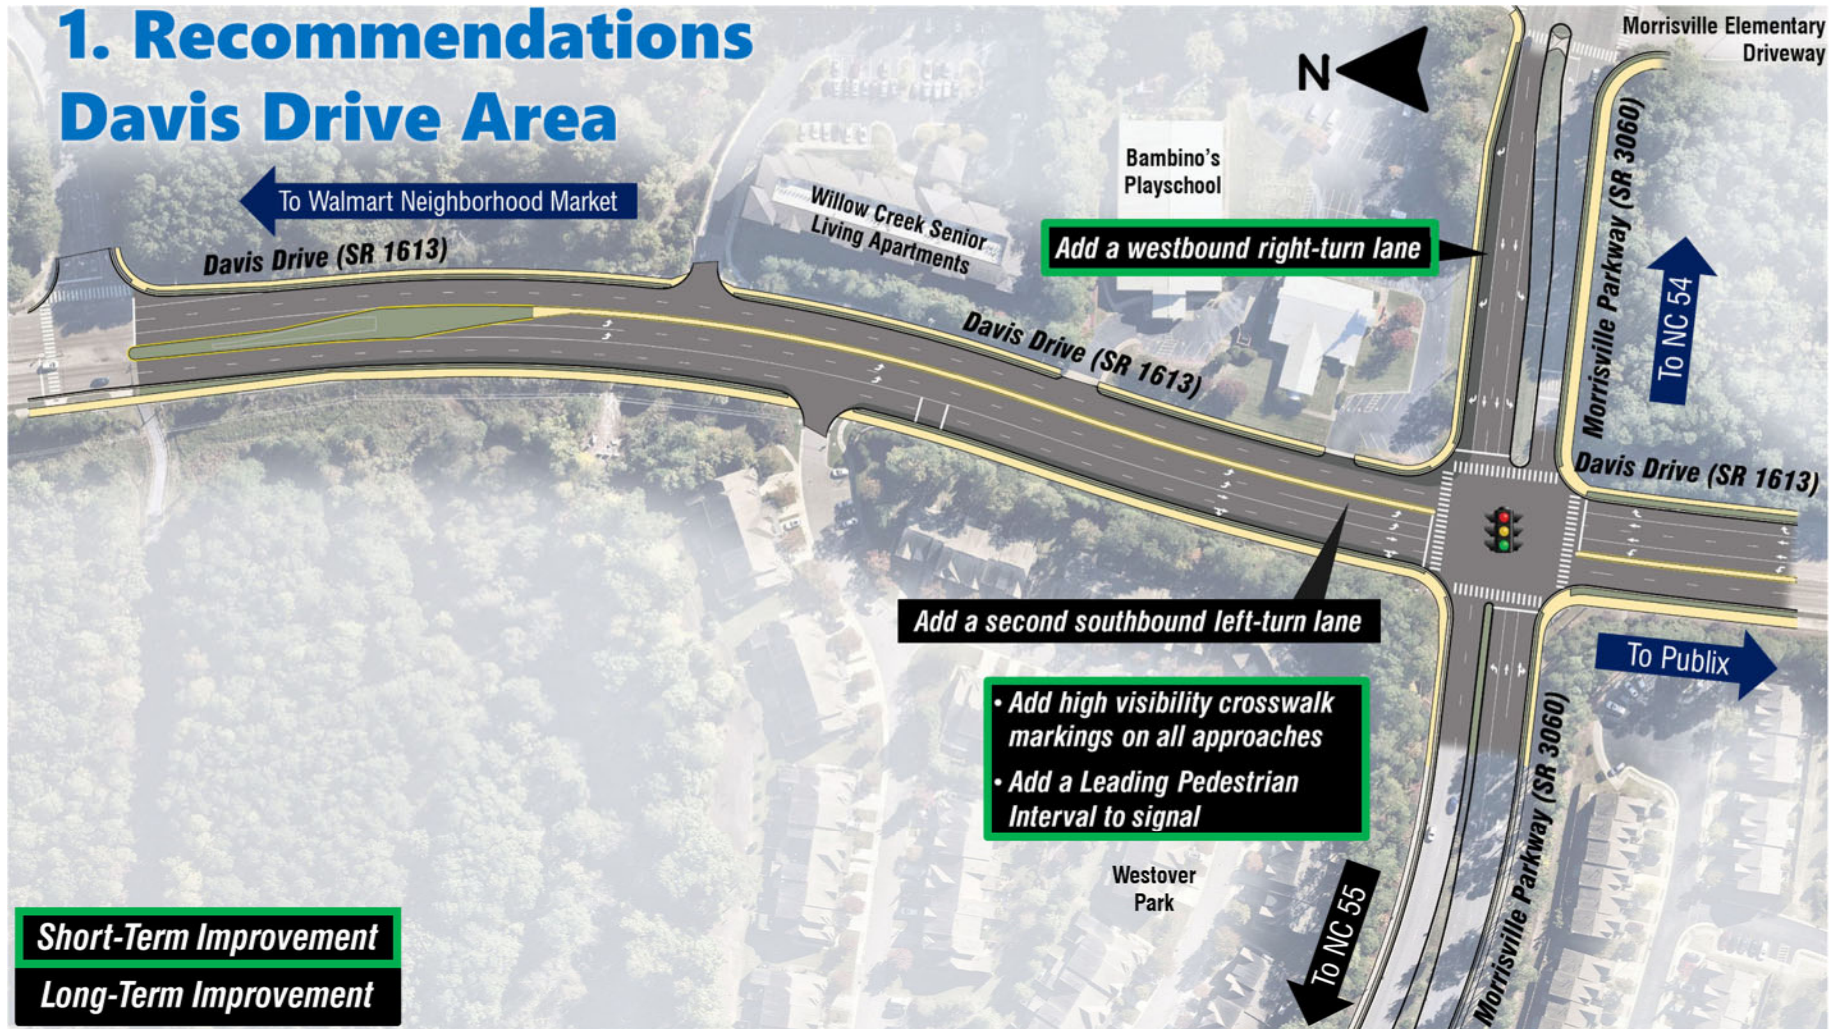 1. Recommendations
Davis Drive Area
Morrisville Elementary
Driveway
N
To Walmart Neighborhood Market
Bambino's
Playschool
Willow Creek Senior
Living Apartments
Davis Drive (SR 1613)
Add a westbound right-turn lane
Morrisville Parkway (SR 3060)
To NC 54
Davis Drive (SR 1613)
Davis Drive (SR 1613)
Add a second southbound left-turn lane
To Publix
• Add high visibility crosswalk
markings on all approaches
• Add a Leading Pedestrian
Interval to signal
Westover
Park
To NC 55
Morrisville Parkway (SR 3060)
Short-Term Improvement
Long-Term Improvement